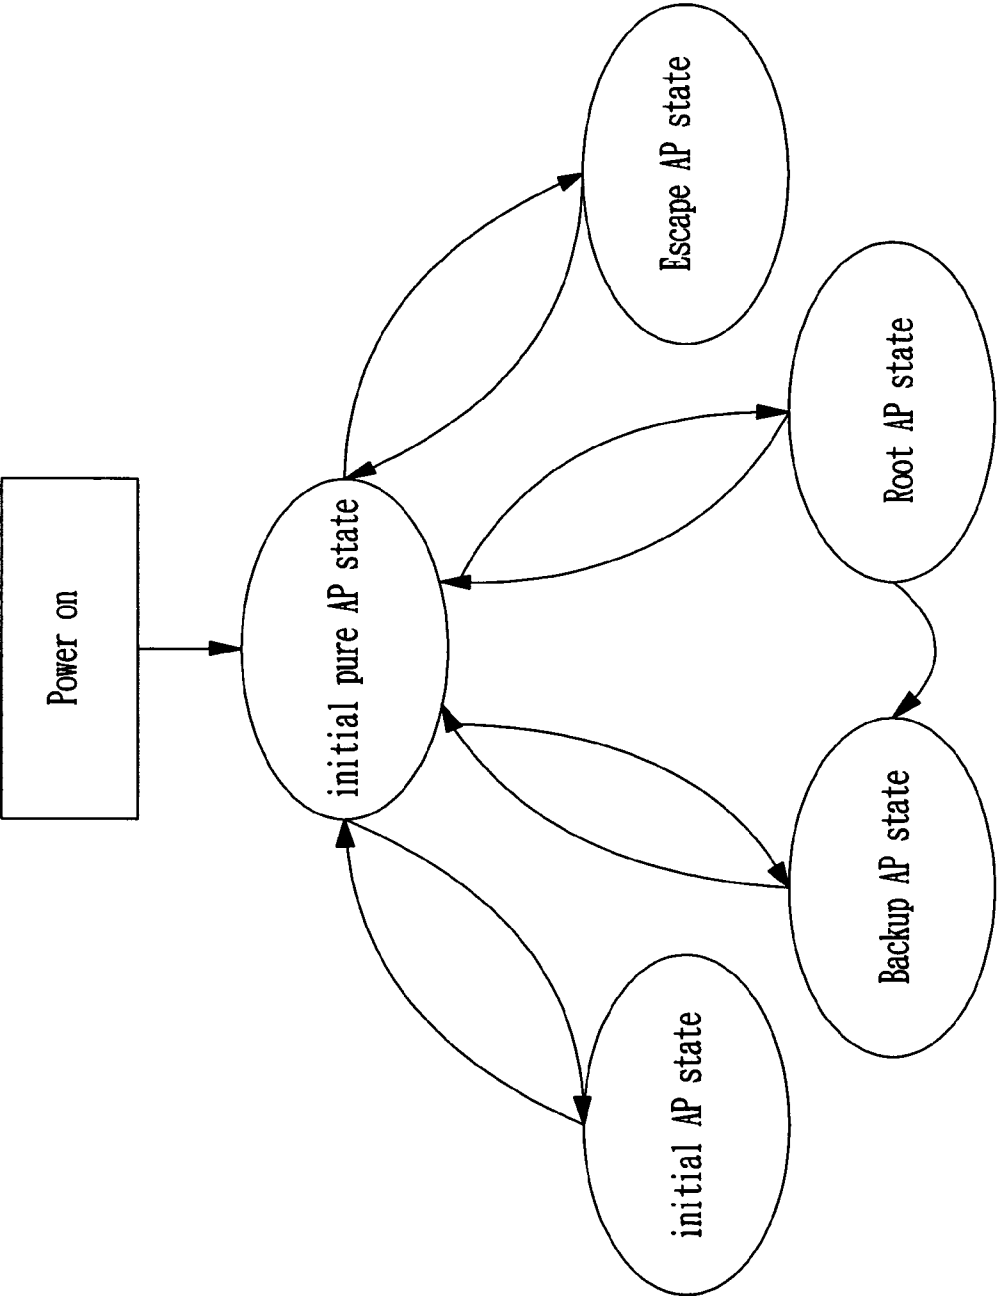 Power on
initial pure AP state
Escape AP state
Root AP state
Backup AP state
initial AP state